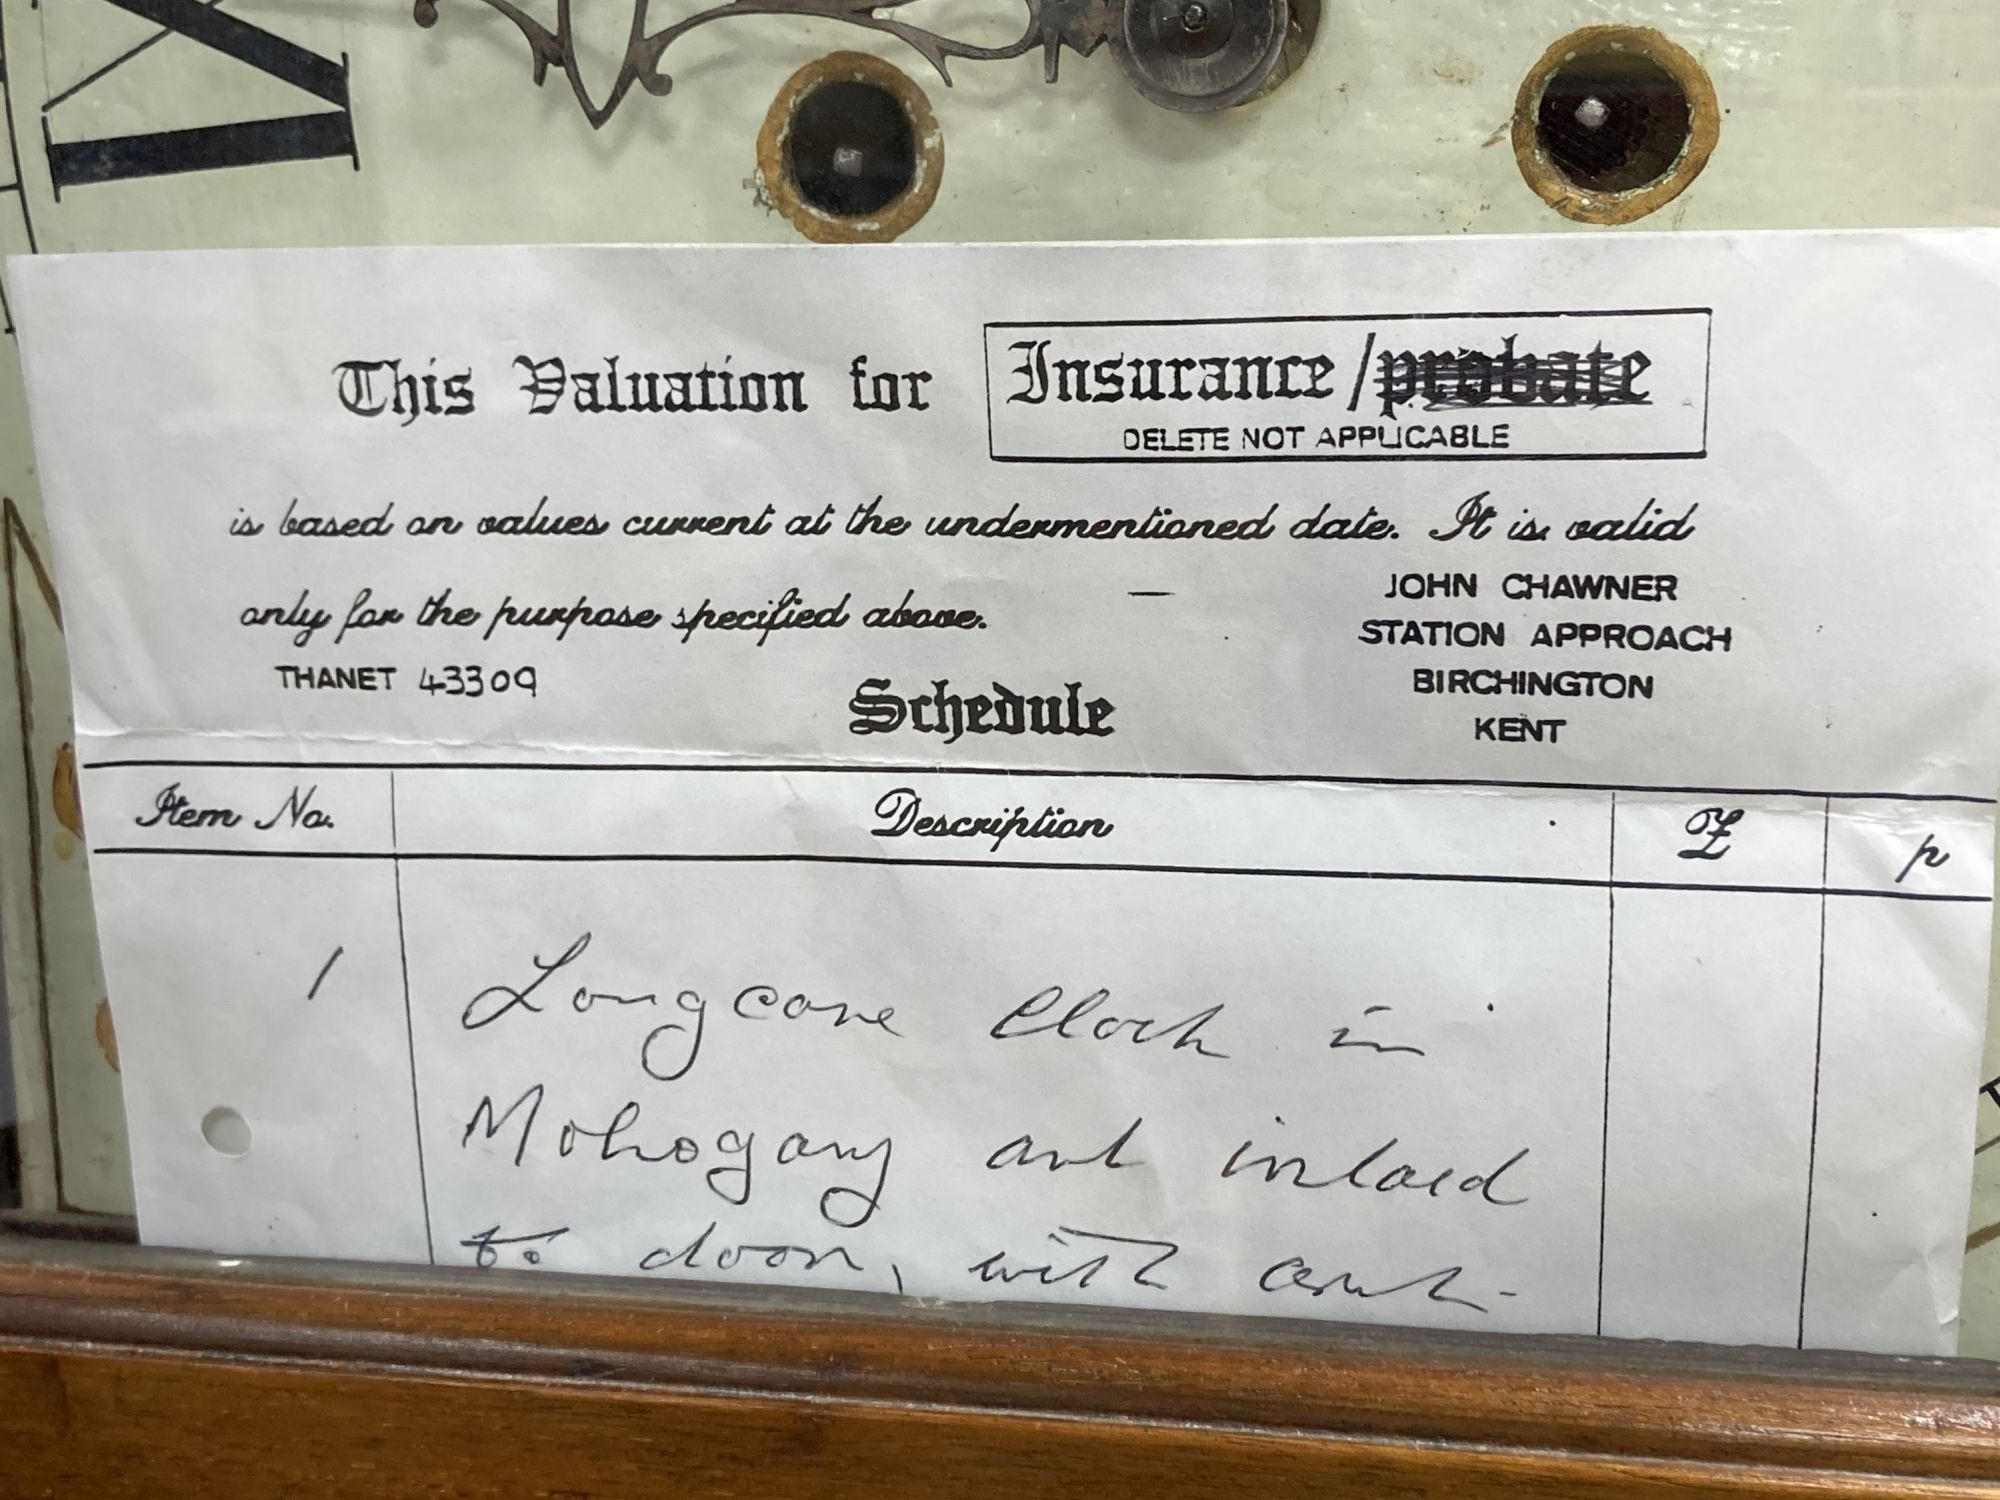 This Valuation for Insurance/probate
DELETE NOT APPLICABLE
is based on values current at the undermentioned date. It is valid
only for the purpose specified above.
JOHN CHAWNER
STATION APPROACH
BIRCHINGTON
KENT
THANET 43309
Schedule
Item No. Description £ p
1 Longcase Clock in
Mohogany and inlaid
to door, with